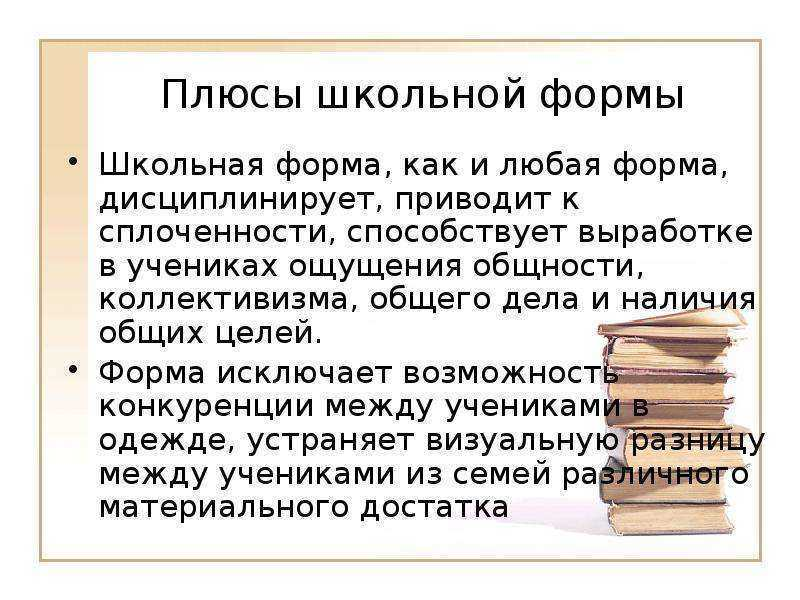 Плюсы школьной формы
• Школьная форма, как и любая форма,
дисциплинирует, приводит к
сплоченности, способствует выработке
в учениках ощущения общности,
коллективизма, общего дела и наличия
общих целей.
• Форма исключает возможность
конкуренции между учениками в
одежде, устраняет визуальную разницу
между учениками из семей различного
материального достатка